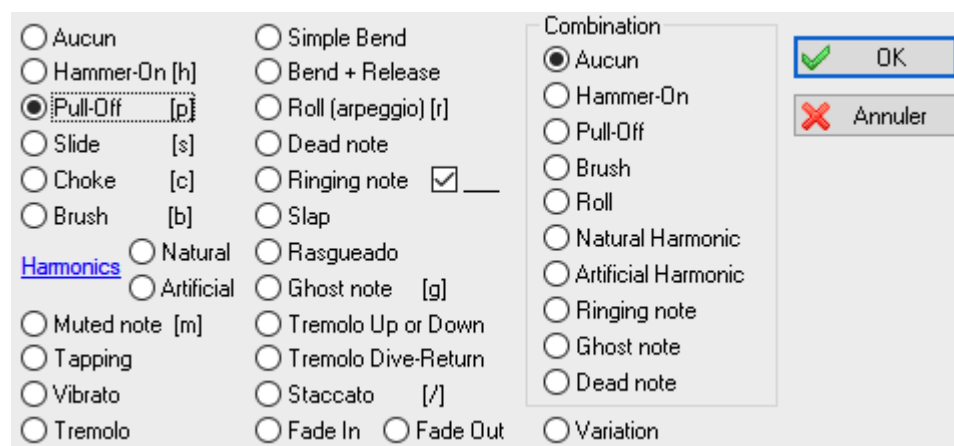 Aucun
Hammer-On [h]
Pull-Off [p]
Slide [s]
Choke [c]
Brush [b]
Harmonics
Natural
Artificial
Muted note [m]
Tapping
Vibrato
Tremolo
Simple Bend
Bend + Release
Roll (arpeggio) [r]
Dead note
Ringing note
Slap
Rasgueado
Ghost note [g]
Tremolo Up or Down
Tremolo Dive-Return
Staccato [/]
Fade In Fade Out
Combination
Aucun
Hammer-On
Pull-Off
Brush
Roll
Natural Harmonic
Artificial Harmonic
Ringing note
Ghost note
Dead note
Variation
OK
Annuler